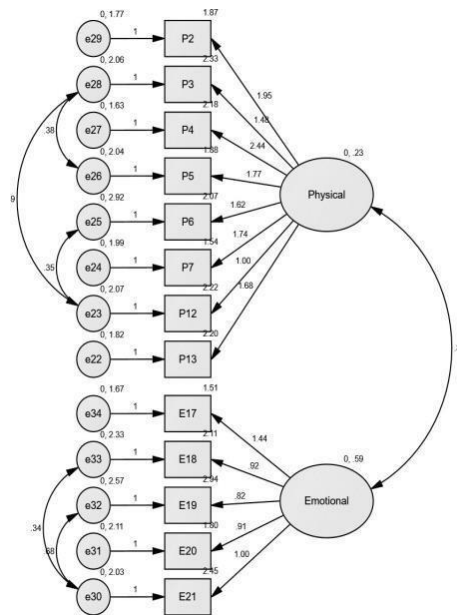 0, 1.77
e29
1
1.87
P2
0, 2.06
e28
1
2.33
P3
0, 1.63
e27
1
2.18
P4
0, 2.04
e26
1
1.88
P5
0, 2.92
e25
1
2.07
P6
0, 1.99
e24
1
1.54
P7
0, 2.07
e23
1
2.22
P12
0, 1.82
e22
1
2.20
P13
.38
9
.35
1.95
1.48
2.44
1.77
1.62
1.74
1.00
1.68
0, .23
Physical
0, 1.67
e34
1
1.51
E17
0, 2.33
e33
1
2.11
E18
0, 2.57
e32
1
2.94
E19
0, 2.11
e31
1
1.80
E20
0, 2.03
e30
1
2.45
E21
.34
.68
1.44
.92
.82
.91
1.00
0, .59
Emotional